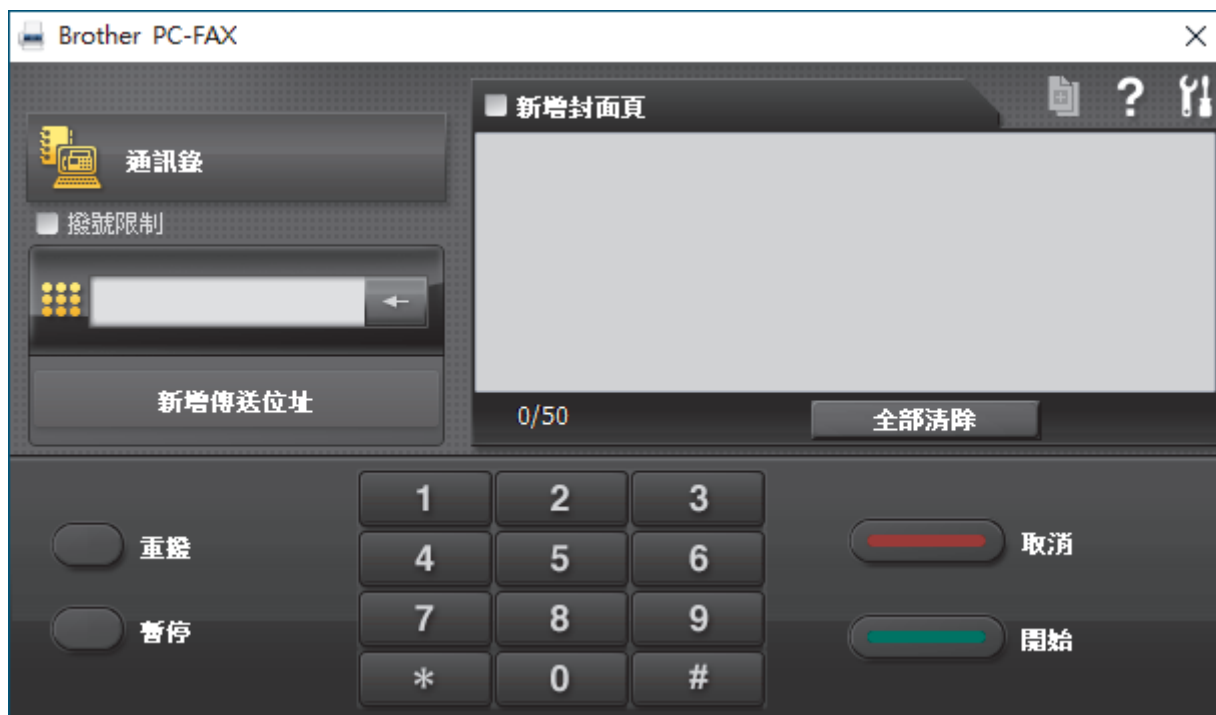 Brother PC-FAX
通訊錄
撥號限制
新增傳送位址
新增封面頁
?
0/50
全部清除
重撥
暫停
1 2 3
4 5 6
7 8 9
* 0 #
取消
開始